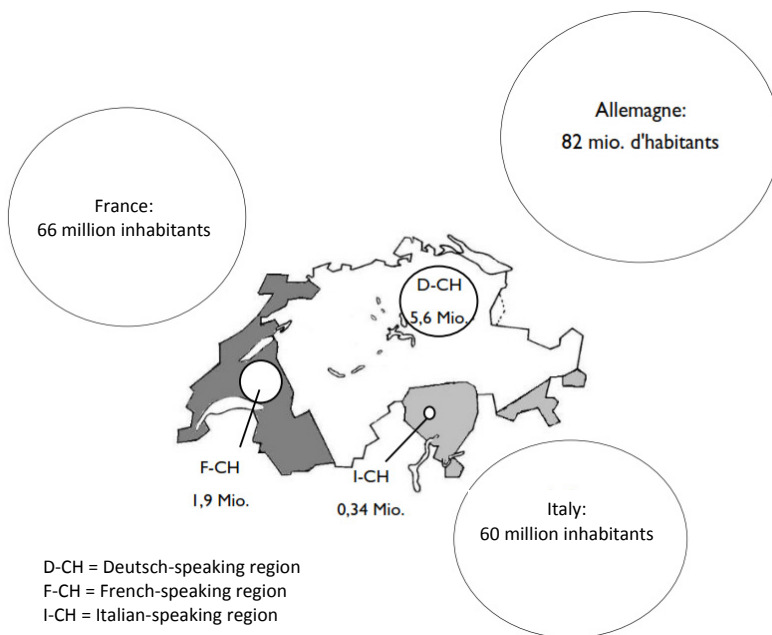 Allemagne:
82 mio. d'habitants
France:
66 million inhabitants
D-CH
5,6 Mio.
F-CH
1,9 Mio.
I-CH
0,34 Mio.
Italy:
60 million inhabitants
D-CH = Deutsch-speaking region
F-CH = French-speaking region
I-CH = Italian-speaking region